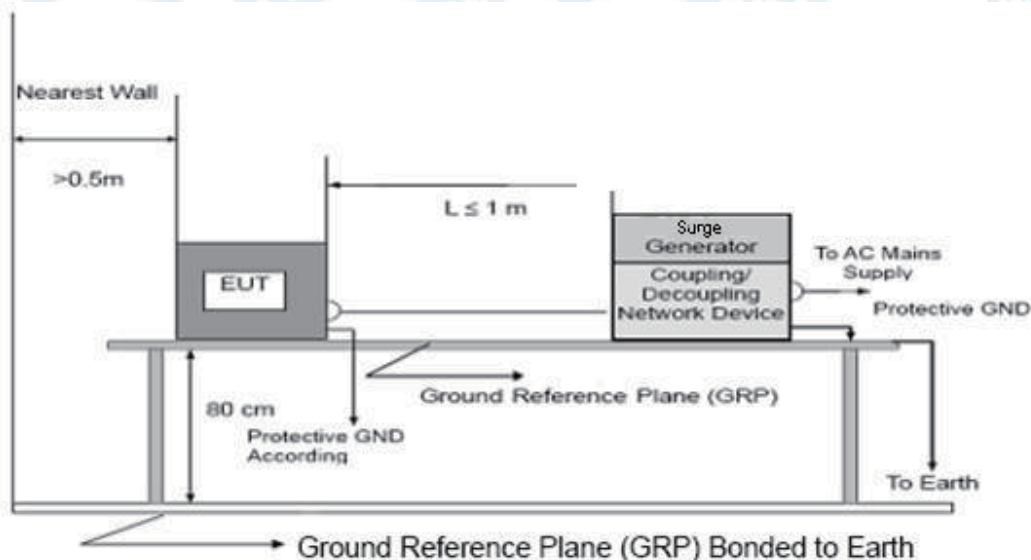 Nearest Wall
>0.5m
L ≤ 1 m
EUT
Surge
Generator
Coupling/
Decoupling
Network Device
To AC Mains
Supply
Protective GND
Ground Reference Plane (GRP)
80 cm
Protective GND
According
To Earth
Ground Reference Plane (GRP) Bonded to Earth